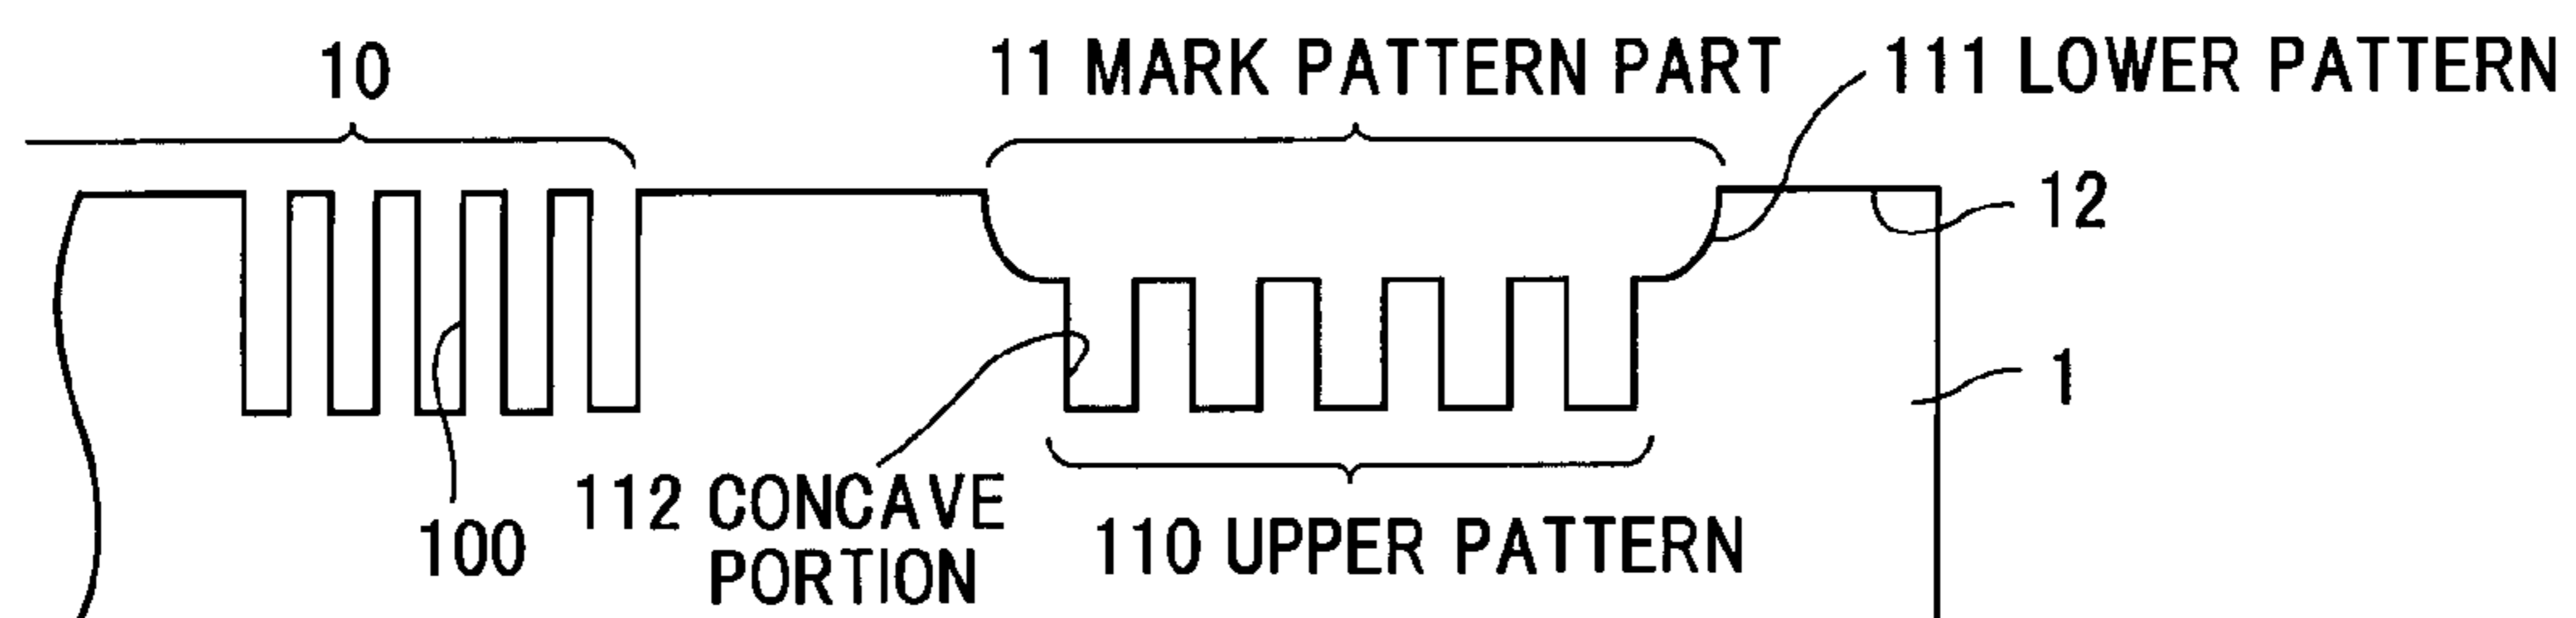 10
11 MARK PATTERN PART
111 LOWER PATTERN
12
1
112 CONCAVE
PORTION
100
110 UPPER PATTERN